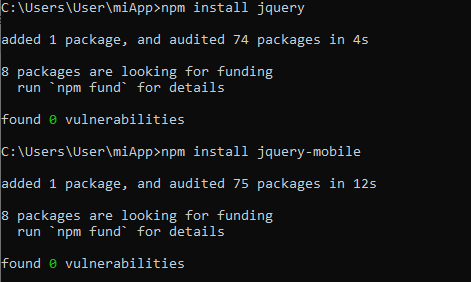 C:\Users\User\miApp>npm install jquery
added 1 package, and audited 74 packages in 4s
8 packages are looking for funding
  run `npm fund` for details
found 0 vulnerabilities
C:\Users\User\miApp>npm install jquery-mobile
added 1 package, and audited 75 packages in 12s
8 packages are looking for funding
  run `npm fund` for details
found 0 vulnerabilities